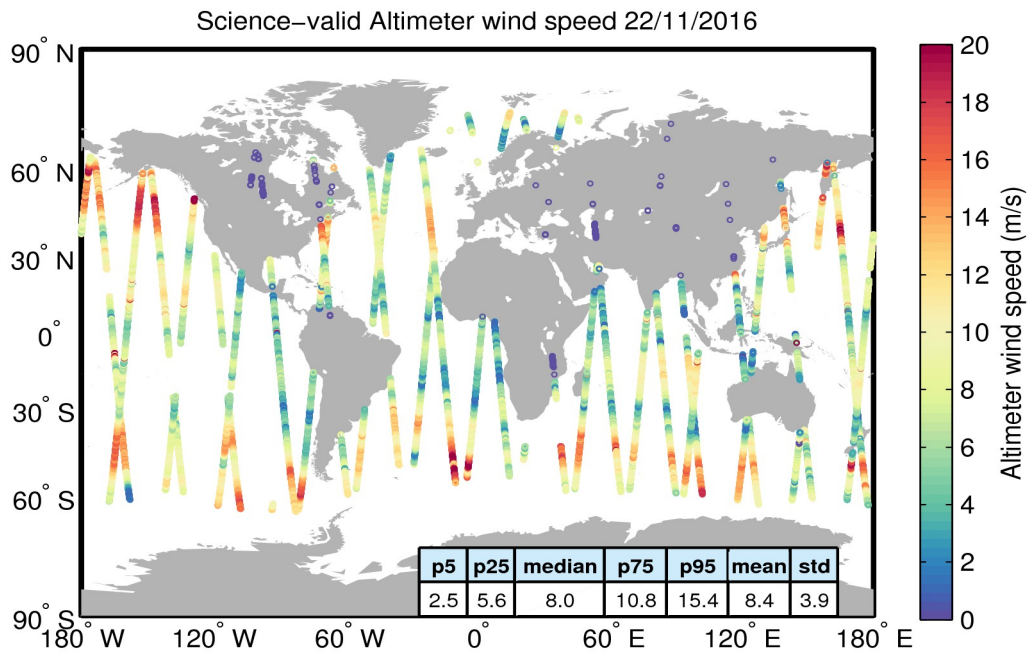 Science−valid Altimeter wind speed 22/11/2016
90° N
60° N
30° N
0°
30° S
60° S
90° S
180° W
120° W
60° W
0°
60° E
120° E
180° E
p5 p25 median p75 p95 mean std
2.5 5.6 8.0 10.8 15.4 8.4 3.9
20
18
16
14
12
10
8
6
4
2
0
Altimeter wind speed (m/s)